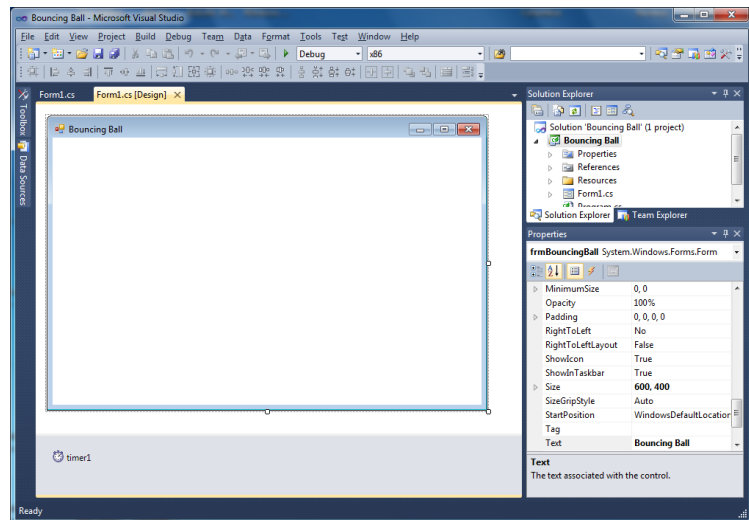 Bouncing Ball - Microsoft Visual Studio
File Edit View Project Build Debug Team Data Format Tools Test Window Help
Debug x86
Form1.cs Form1.cs [Design]
Toolbox
Data Sources
Bouncing Ball
timer1
Solution Explorer
Solution 'Bouncing Ball' (1 project)
Bouncing Ball
Properties
References
Resources
Form1.cs
Program.cs
Solution Explorer Team Explorer
Properties
frmBouncingBall System.Windows.Forms.Form
MinimumSize 0, 0
Opacity 100%
Padding 0, 0, 0, 0
RightToLeft No
RightToLeftLayout False
ShowIcon True
ShowInTaskbar True
Size 600, 400
SizeGripStyle Auto
StartPosition WindowsDefaultLocation
Tag
Text Bouncing Ball
Text
The text associated with the control.
Ready